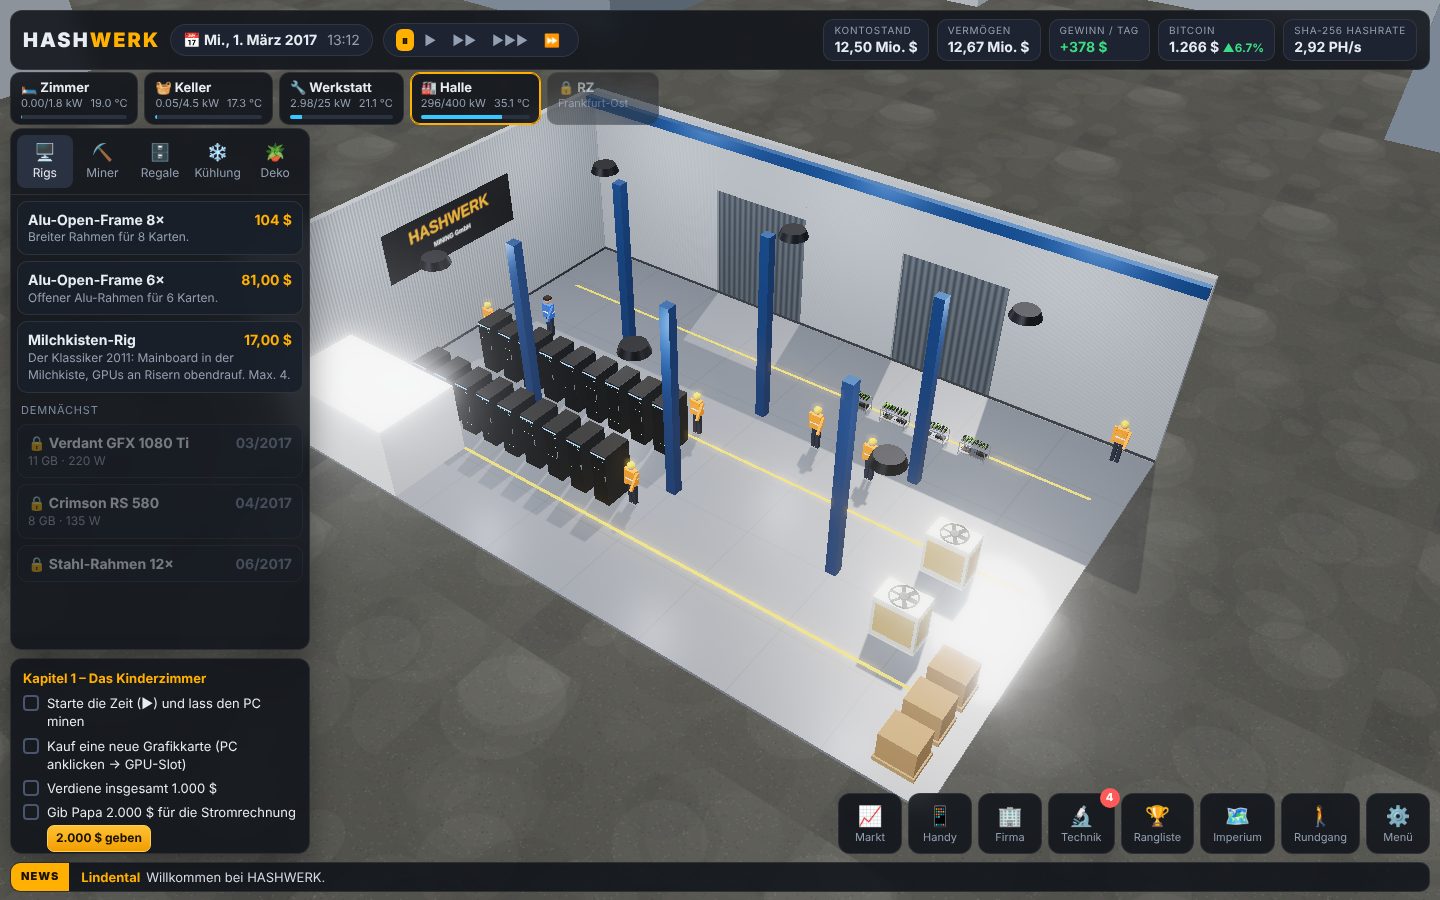 HASHWERK
Mi., 1. März 2017 13:12
KONTOSTAND
12,50 Mio. $
VERMÖGEN
12,67 Mio. $
GEWINN / TAG
+378 $
BITCOIN
1.266 $ ▲6.7%
SHA-256 HASHRATE
2,92 PH/s
Zimmer
0.00/1.8 kW 19.0 °C
Keller
0.05/4.5 kW 17.3 °C
Werkstatt
2.98/25 kW 21.1 °C
Halle
296/400 kW 35.1 °C
RZ
Frankfurt-Ost
Rigs
Miner
Regale
Kühlung
Deko
Alu-Open-Frame 8× 104 $
Breiter Rahmen für 8 Karten.
Alu-Open-Frame 6× 81,00 $
Offener Alu-Rahmen für 6 Karten.
Milchkisten-Rig 17,00 $
Der Klassiker 2011: Mainboard in der
Milchkiste, GPUs an Risern obendrauf. Max. 4.
DEMNÄCHST
Verdant GFX 1080 Ti 03/2017
11 GB · 220 W
Crimson RS 580 04/2017
8 GB · 135 W
Stahl-Rahmen 12× 06/2017
HASHWERK
MINING GmbH
Kapitel 1 – Das Kinderzimmer
Starte die Zeit (▶) und lass den PC
minen
Kauf eine neue Grafikkarte (PC
anklicken → GPU-Slot)
Verdiene insgesamt 1.000 $
Gib Papa 2.000 $ für die Stromrechnung
2.000 $ geben
Markt
Handy
Firma
4
Technik
Rangliste
Imperium
Rundgang
Menü
NEWS Lindental Willkommen bei HASHWERK.